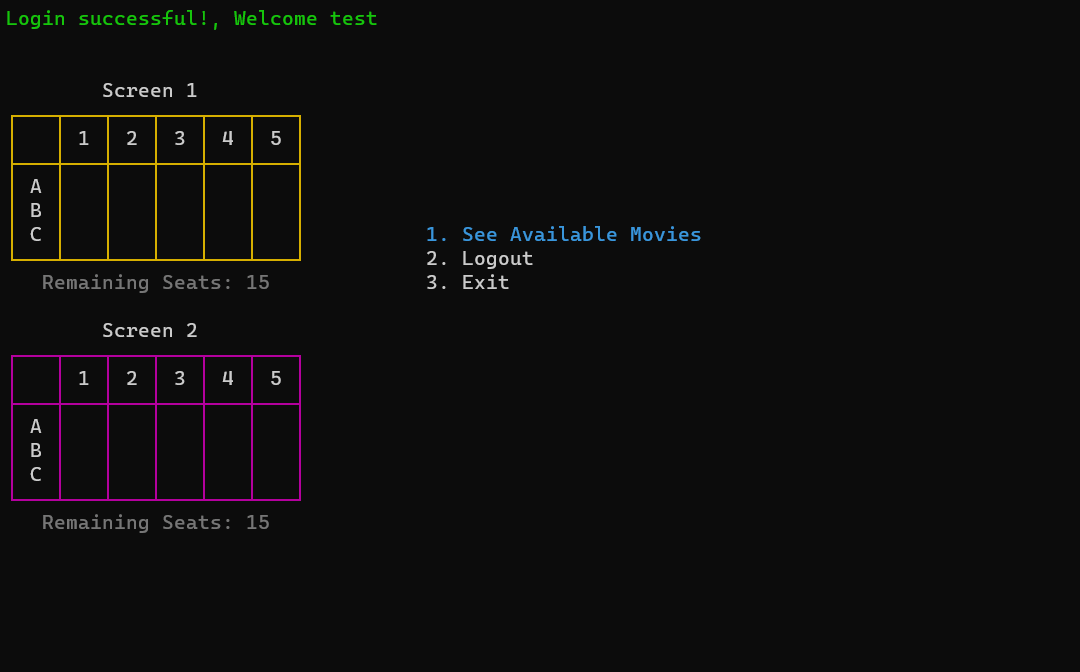 Login successful!, Welcome test
Screen 1
1 2 3 4 5
A
B
C
Remaining Seats: 15
Screen 2
1 2 3 4 5
A
B
C
Remaining Seats: 15
1. See Available Movies
2. Logout
3. Exit